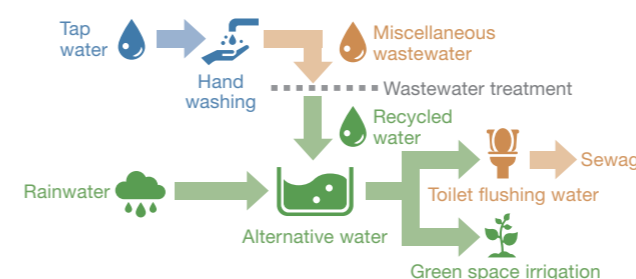 Tap
water
Hand
washing
Miscellaneous
wastewater
Wastewater treatment
Recycled
water
Rainwater
Alternative water
Toilet flushing water
Sewag
Green space irrigation